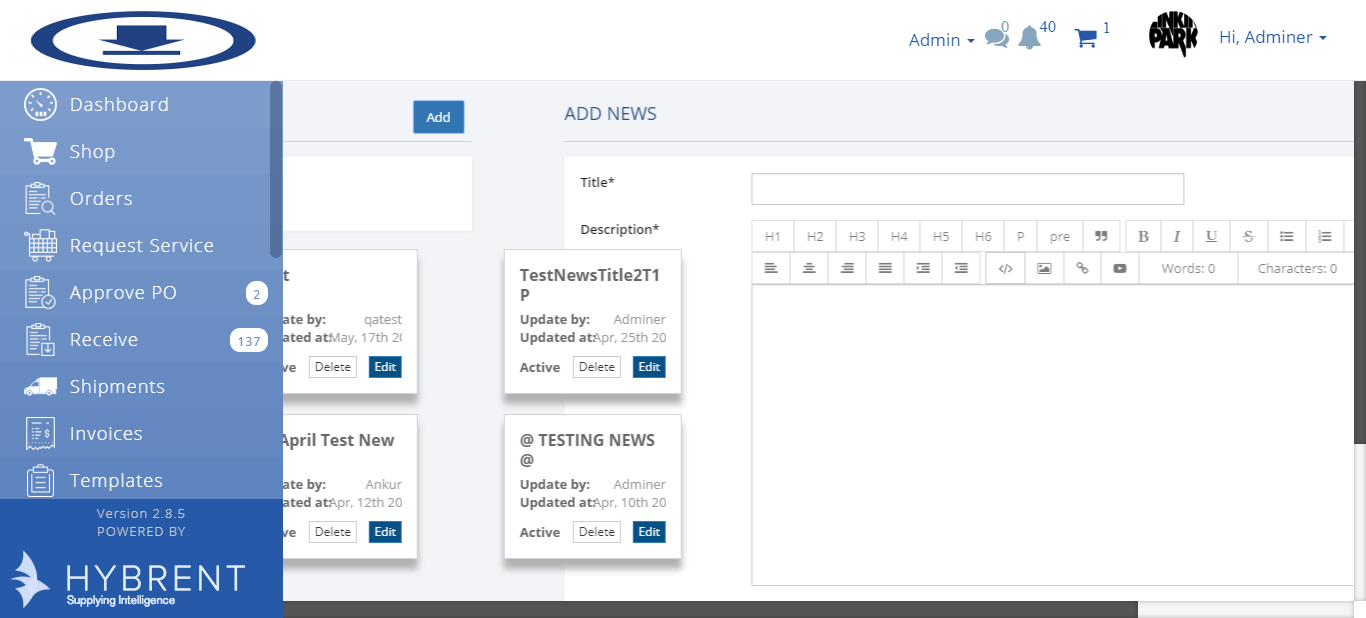 Admin
0
40
1
LINKIN
PARK
Hi, Adminer
Dashboard
Shop
Orders
Request Service
Approve PO 2
Receive 137
Shipments
Invoices
Templates
Version 2.8.5
POWERED BY
HYBRENT
Supplying Intelligence
Add
t
ate by: qatest
ated at: May, 17th 20
ve Delete Edit
TestNewsTitle2T1
P
Update by: Adminer
Updated at: Apr, 25th 20
Active Delete Edit
April Test New
ate by: Ankur
ated at: Apr, 12th 20
ve Delete Edit
@ TESTING NEWS
@
Update by: Adminer
Updated at: Apr, 10th 20
Active Delete Edit
ADD NEWS
Title*
Description*
H1 H2 H3 H4 H5 H6 P pre B I U S
Words: 0 Characters: 0